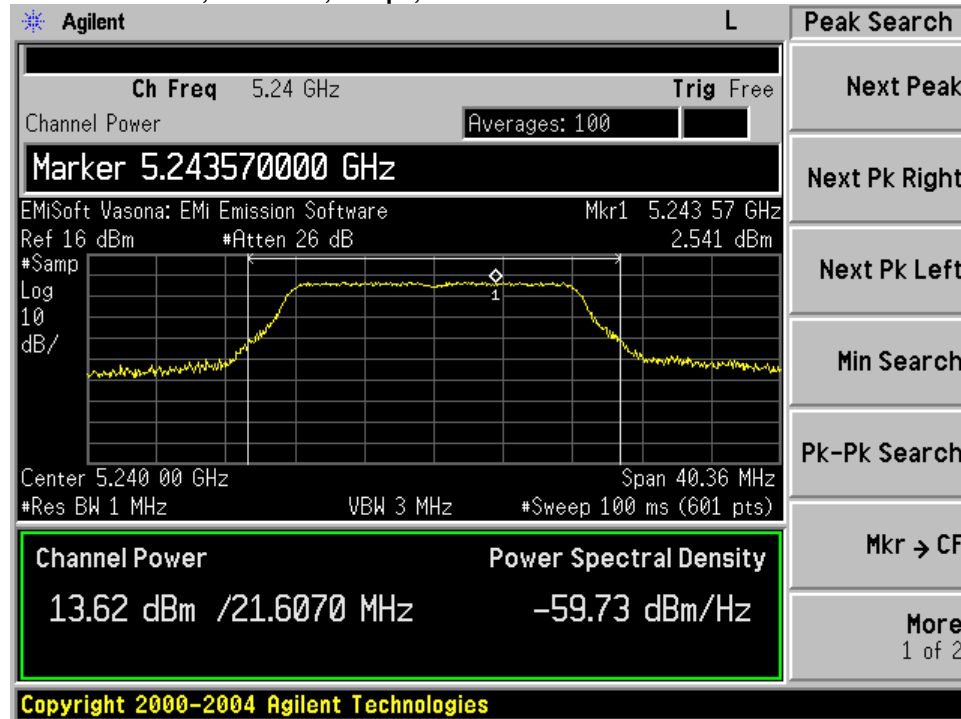 Agilent L
Peak Search
Ch Freq 5.24 GHz Trig Free
Channel Power Averages: 100
Marker 5.243570000 GHz
EMiSoft Vasona: EMi Emission Software Mkr1 5.243 57 GHz
Ref 16 dBm #Atten 26 dB 2.541 dBm
#Samp
Log
10
dB/
1
Center 5.240 00 GHz Span 40.36 MHz
#Res BW 1 MHz VBW 3 MHz #Sweep 100 ms (601 pts)
Channel Power Power Spectral Density
13.62 dBm /21.6070 MHz -59.73 dBm/Hz
Copyright 2000-2004 Agilent Technologies
Next Peak
Next Pk Right
Next Pk Left
Min Search
Pk-Pk Search
Mkr → CF
More
1 of 2